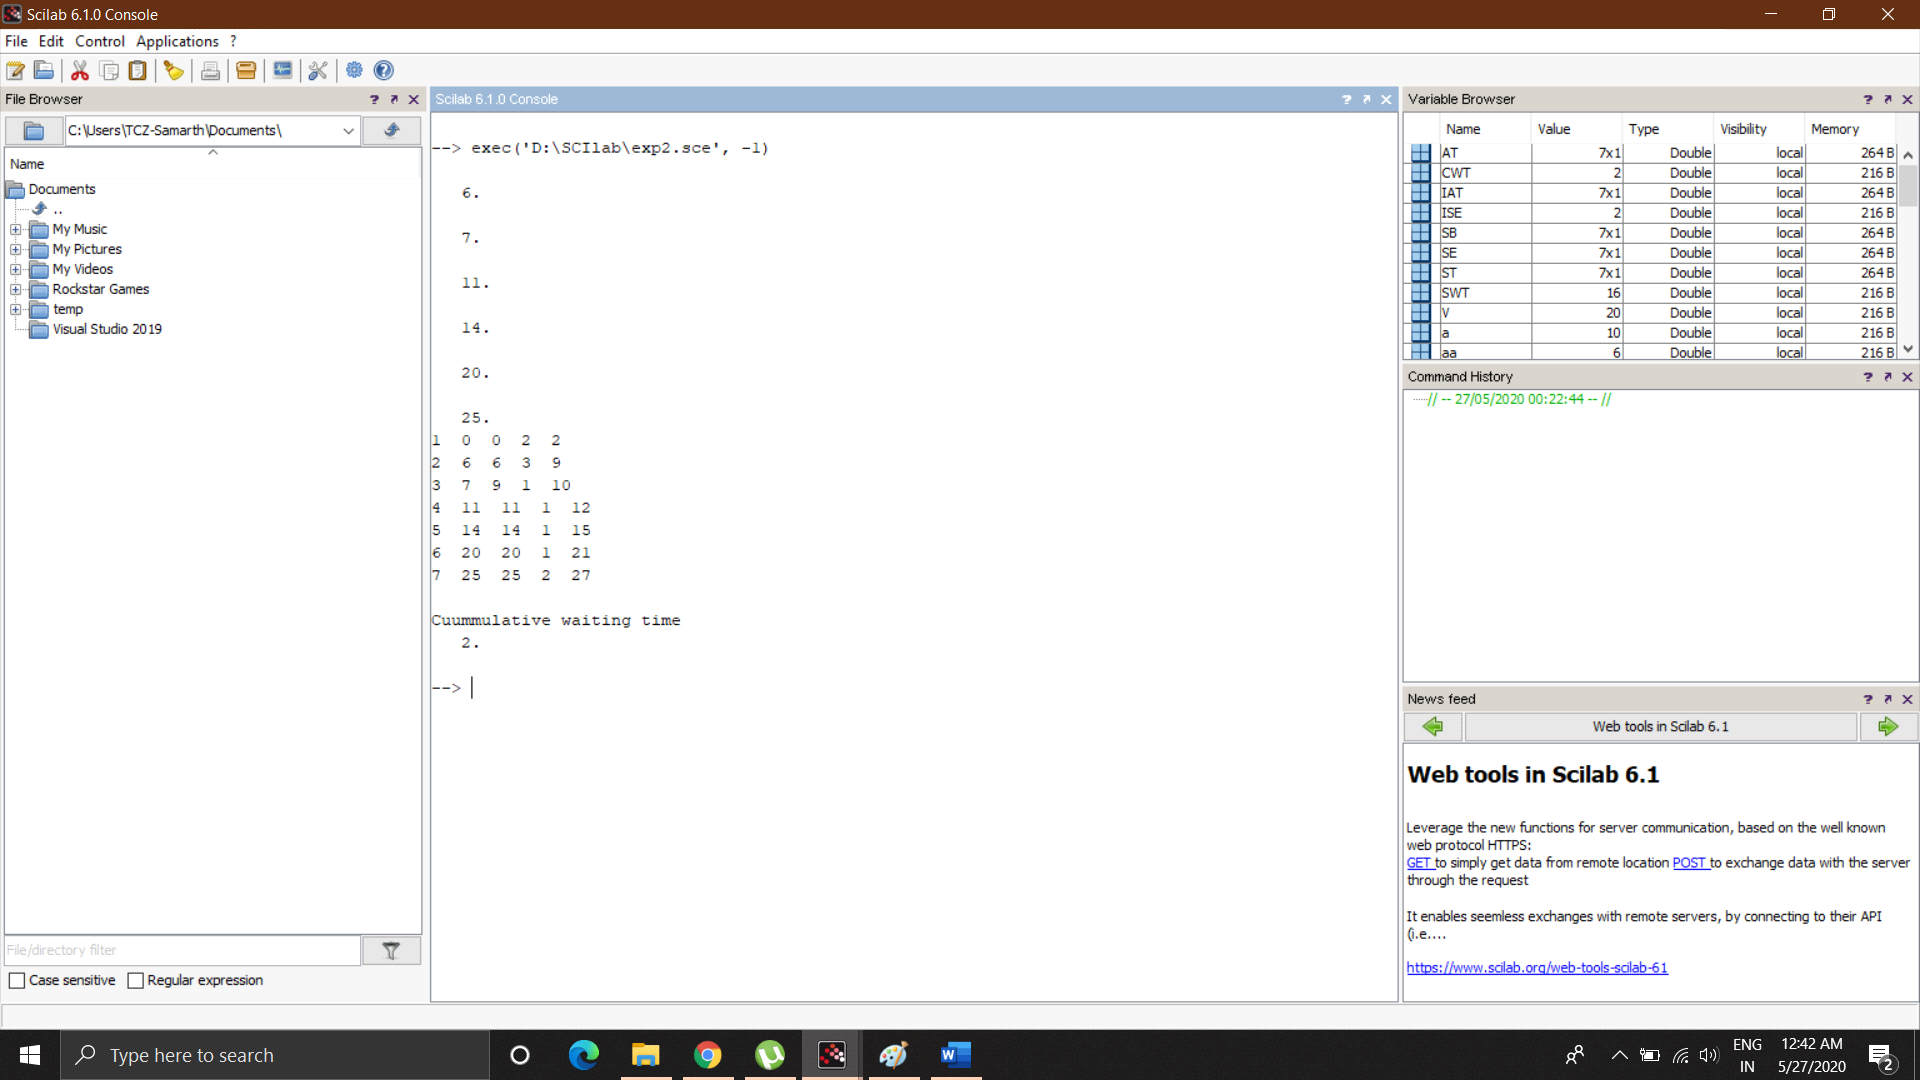 Scilab 6.1.0 Console
File Edit Control Applications ?
File Browser ? ↗ ✕
C:\Users\TCZ-Samarth\Documents\
Name
Documents
..
My Music
My Pictures
My Videos
Rockstar Games
temp
Visual Studio 2019
File/directory filter
Case sensitive Regular expression
Scilab 6.1.0 Console ? ↗ ✕
--> exec('D:\SCIlab\exp2.sce', -1)
6.
7.
11.
14.
20.
25.
1 0 0 2 2
2 6 6 3 9
3 7 9 1 10
4 11 11 1 12
5 14 14 1 15
6 20 20 1 21
7 25 25 2 27
Cuummulative waiting time
2.
-->
Variable Browser ? ↗ ✕
Name Value Type Visibility Memory
AT 7x1 Double local 264 B
CWT 2 Double local 216 B
IAT 7x1 Double local 264 B
ISE 2 Double local 216 B
SB 7x1 Double local 264 B
SE 7x1 Double local 264 B
ST 7x1 Double local 264 B
SWT 16 Double local 216 B
V 20 Double local 216 B
a 10 Double local 216 B
aa 6 Double local 216 B
Command History ? ↗ ✕
// -- 27/05/2020 00:22:44 -- //
News feed ? ↗ ✕
Web tools in Scilab 6.1
Web tools in Scilab 6.1
Leverage the new functions for server communication, based on the well known
web protocol HTTPS:
GET to simply get data from remote location POST to exchange data with the server
through the request
It enables seemless exchanges with remote servers, by connecting to their API
(i.e....
https://www.scilab.org/web-tools-scilab-61
Type here to search
W
ENG
IN
12:42 AM
5/27/2020
2